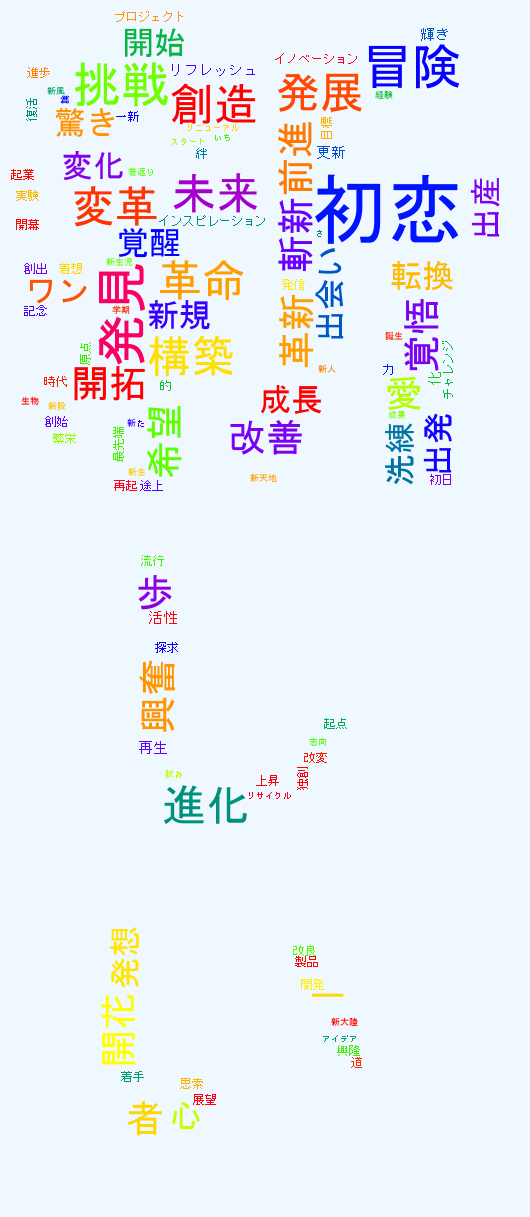 プロジェクト
輝き
開始
イノベーション
冒険
進歩
リフレッシュ
挑戦
発展
新風
創造
経験
復活
驚き
一新
リニューアル
目標
いち
スタート
前進
絆
更新
変化
起業
若返り
未来
初恋
出産
実験
変革
斬新
インスピレーション
開幕
覚醒
さ
出会い
新生児
創出
着想
革命
転換
発見
発信
ワン
革新
記念
学期
新規
覚悟
誕生
構築
原点
チャレンジ
新人
力
化
時代
開拓
的
愛
生物
新設
成長
成果
創始
新た
希望
改善
洗練
出発
繁栄
最先端
新生
新天地
初日
再起
途上
流行
歩
活性
探求
興奮
起点
再生
志向
改変
試み
上昇
独創
進化
リサイクル
発想
改良
製品
開発
一
開花
新大陸
アイデア
興隆
道
着手
思索
展望
者
心